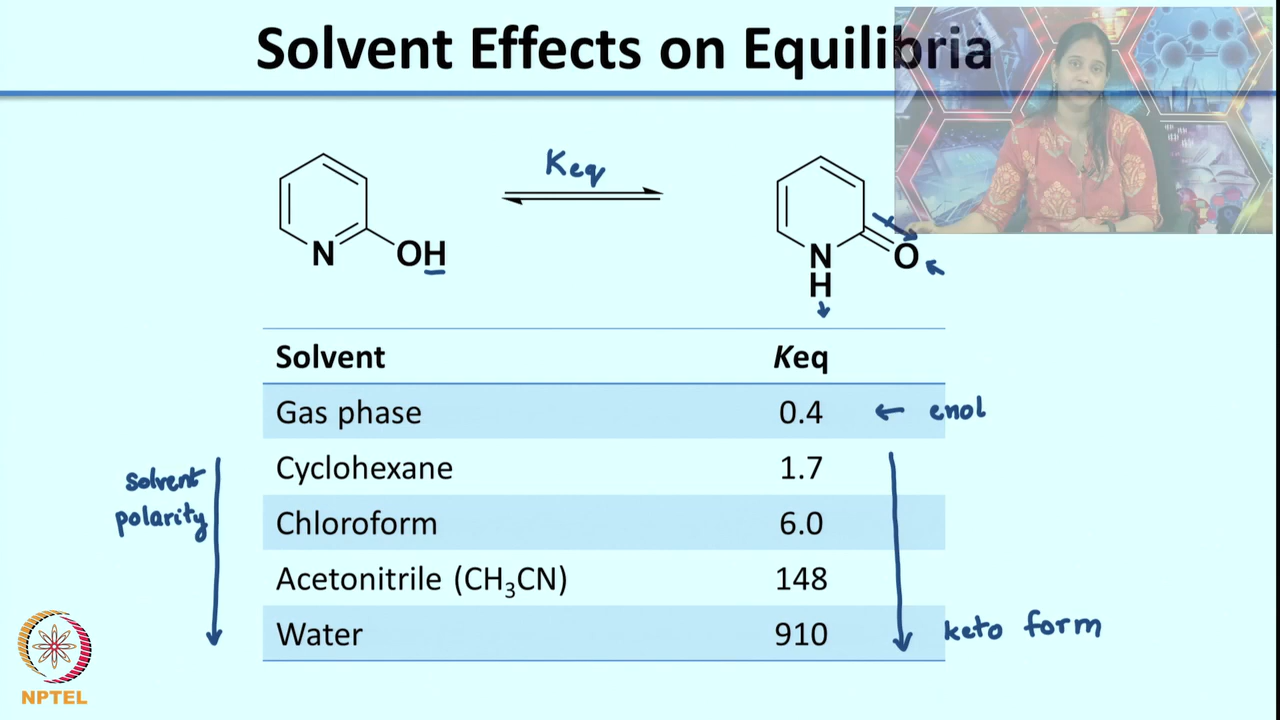 Solvent Effects on Equilibria
Keq
N
OH
N
H
O
Solvent Keq
Gas phase 0.4 ← enol
Cyclohexane 1.7
Chloroform 6.0
Acetonitrile (CH₃CN) 148
Water 910
solvent
polarity
keto form
NPTEL